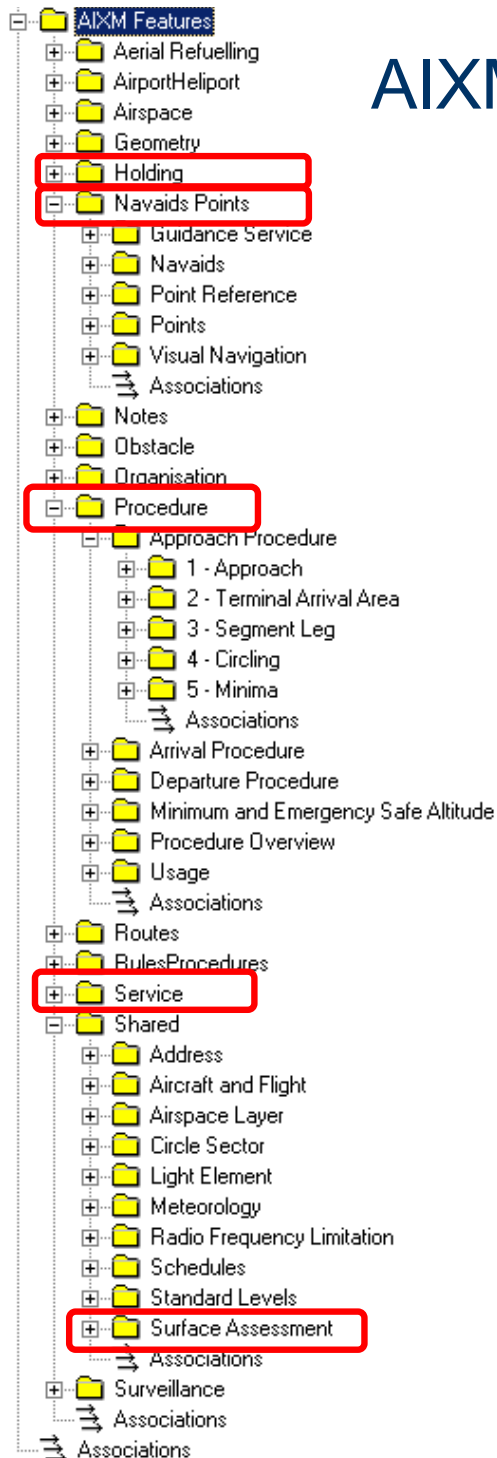 AIXM Features
Aerial Refuelling
AirportHeliport
AIXM
Airspace
Geometry
Holding
Navaids Points
Guidance Service
Navaids
Point Reference
Points
Visual Navigation
Associations
Notes
Obstacle
Organisation
Procedure
Approach Procedure
1 - Approach
2 - Terminal Arrival Area
3 - Segment Leg
4 - Circling
5 - Minima
Associations
Arrival Procedure
Departure Procedure
Minimum and Emergency Safe Altitude
Procedure Overview
Usage
Associations
Routes
RulesProcedures
Service
Shared
Address
Aircraft and Flight
Airspace Layer
Circle Sector
Light Element
Meteorology
Radio Frequency Limitation
Schedules
Standard Levels
Surface Assessment
Associations
Surveillance
Associations
Associations